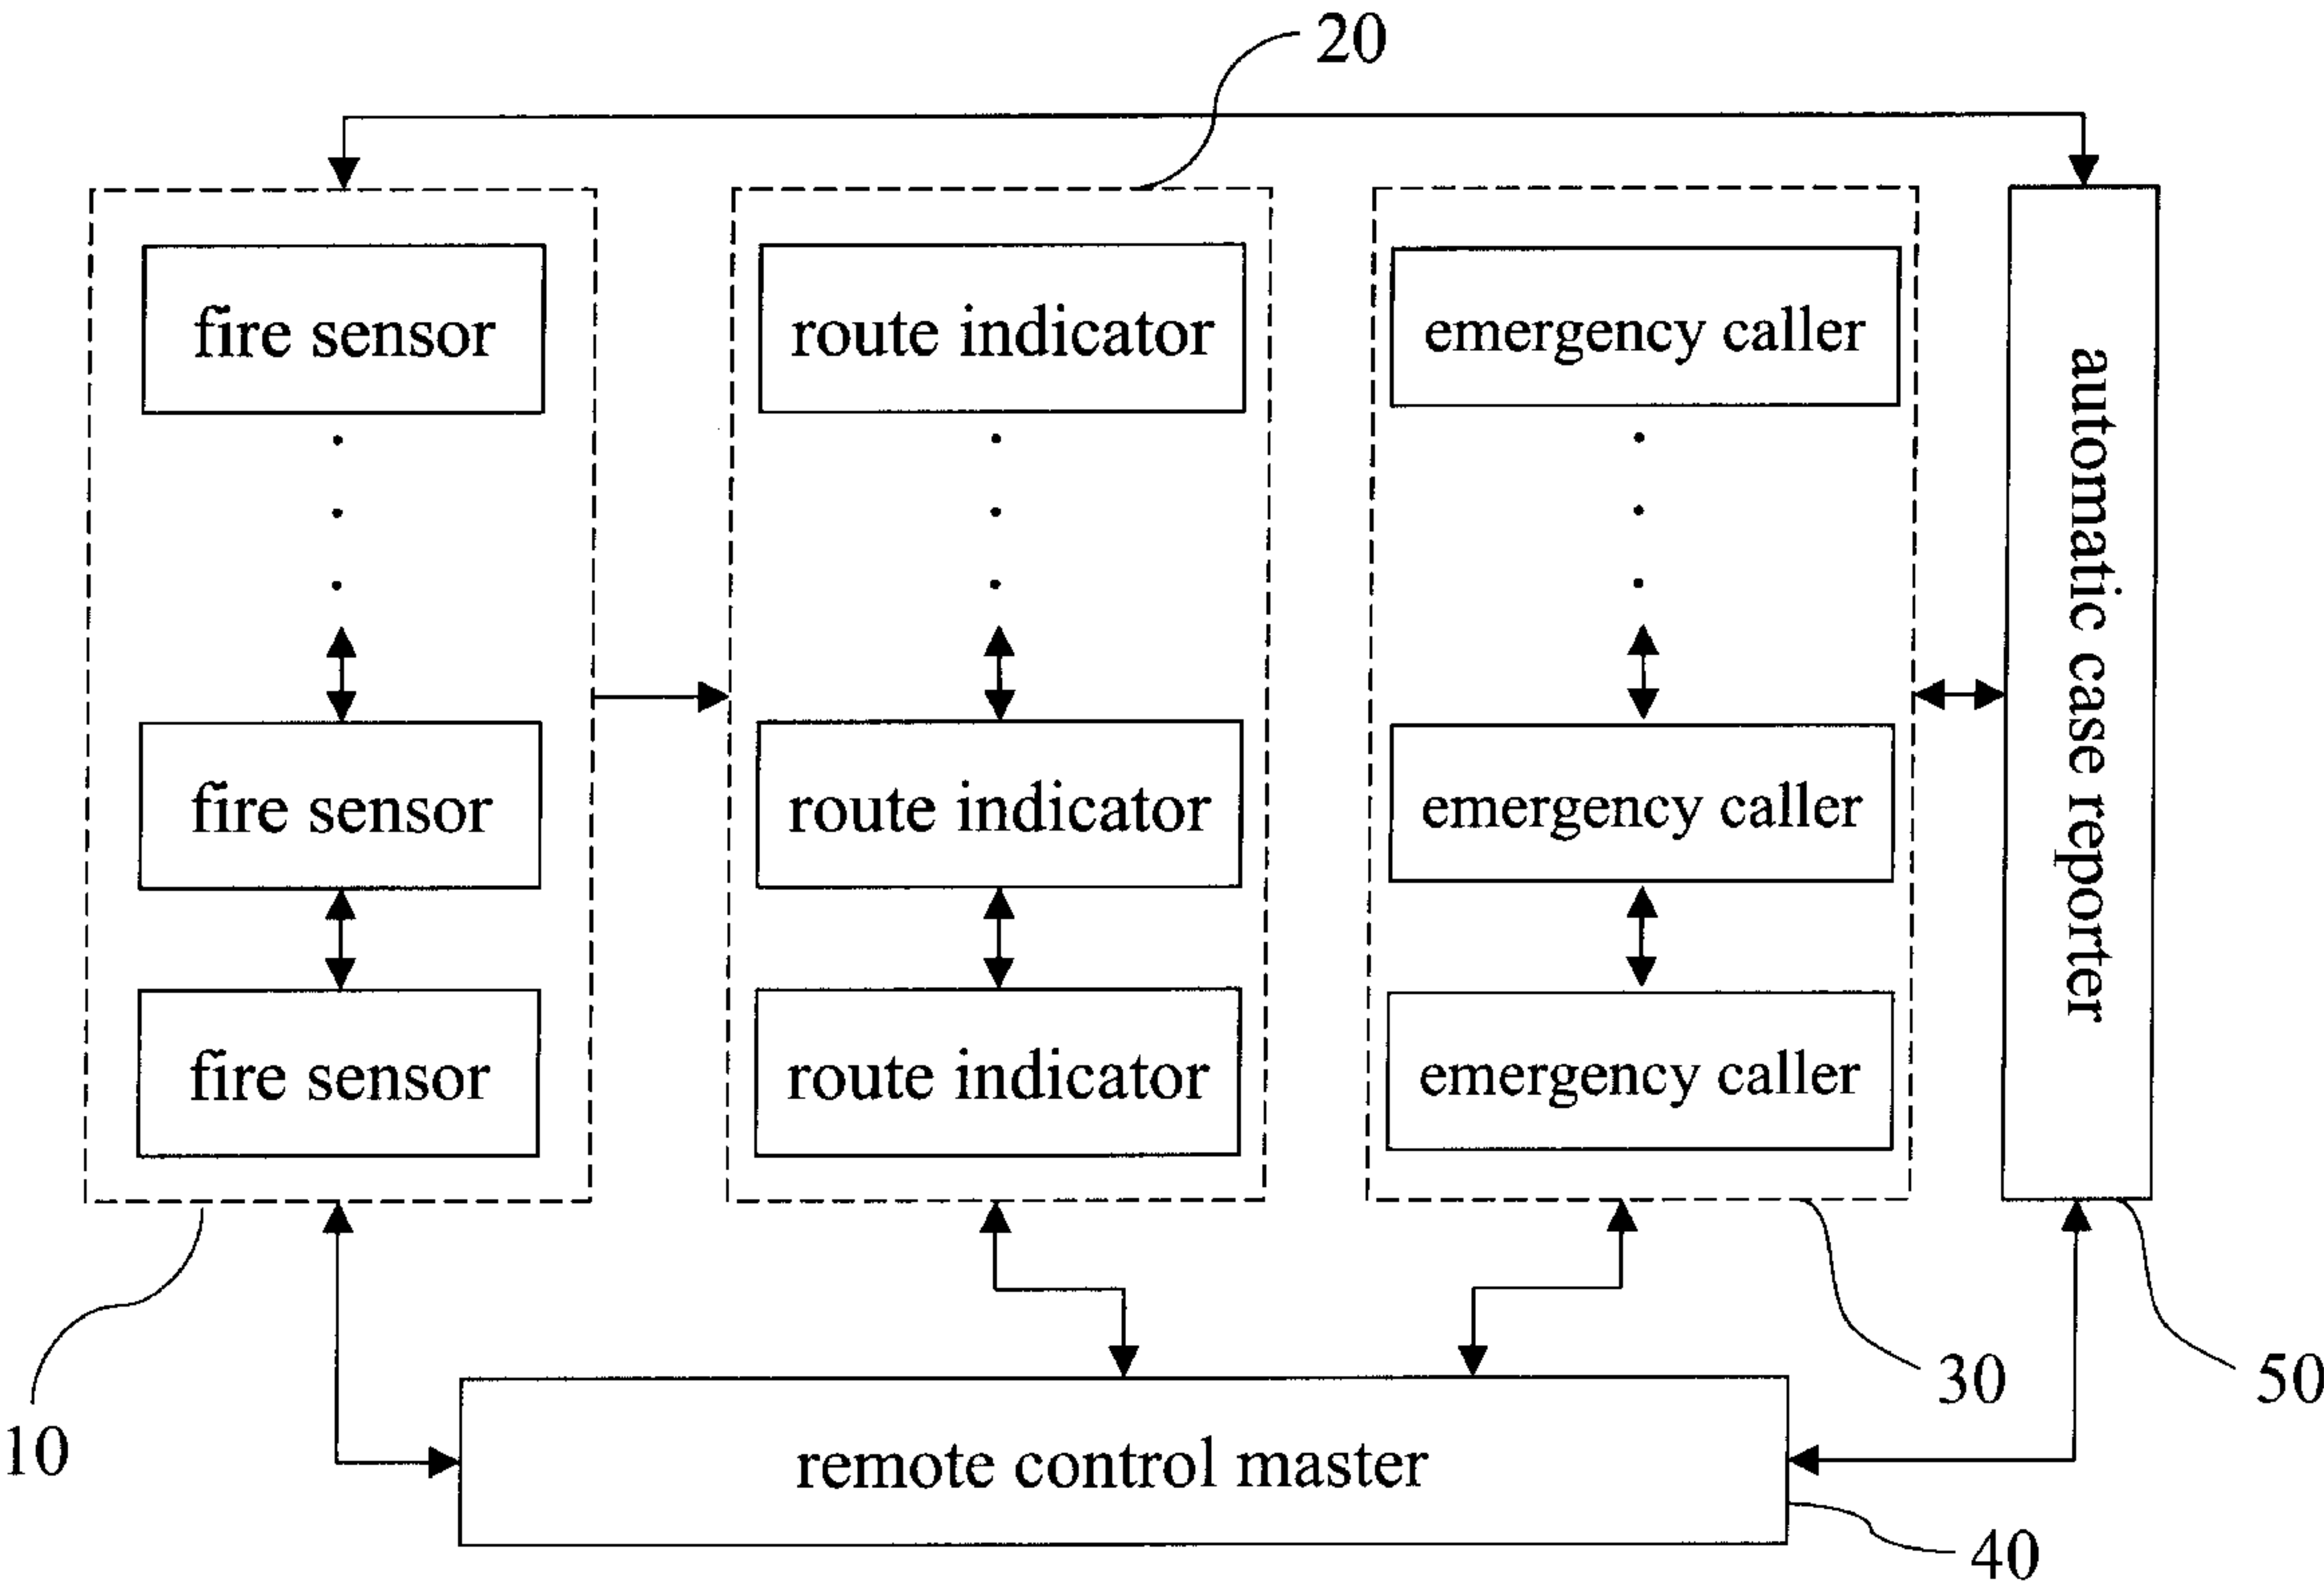 20
fire sensor
route indicator
emergency caller
automatic case reporter
fire sensor
route indicator
emergency caller
fire sensor
route indicator
emergency caller
10
30
50
remote control master
40